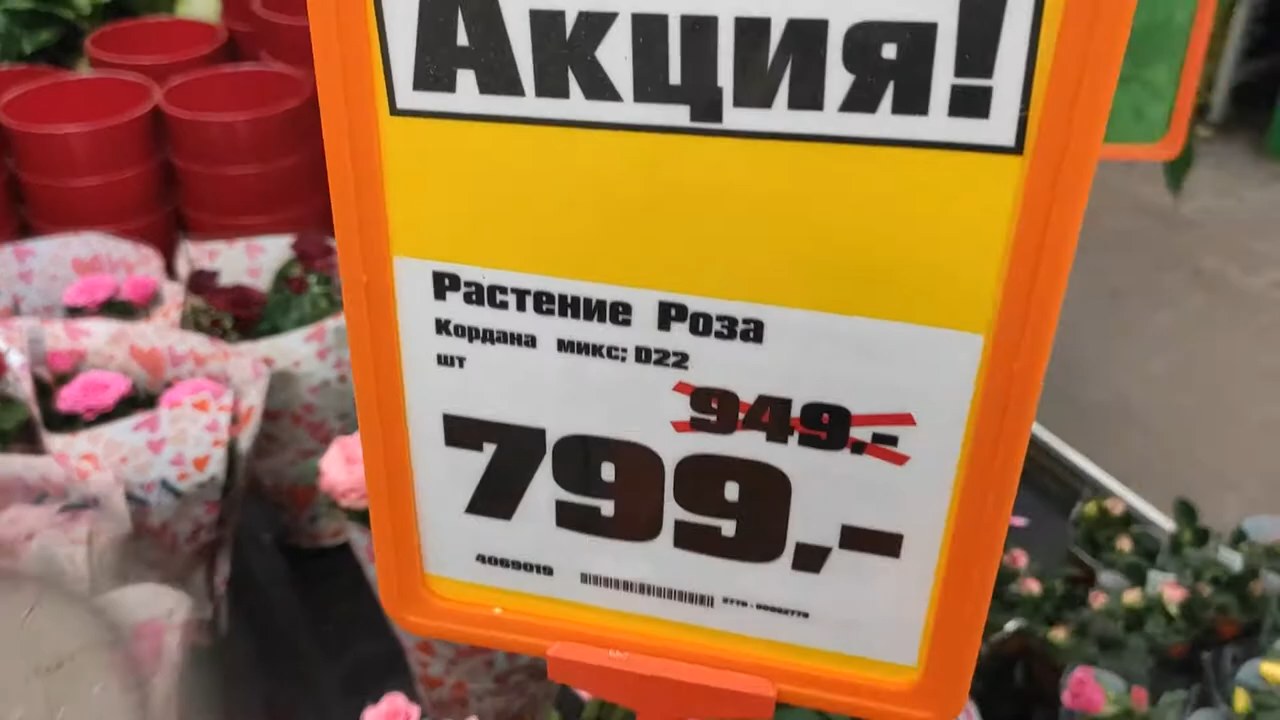 Акция!
Растение Роза
Кордана микс; D22
шт
949,-
799,-
4069019